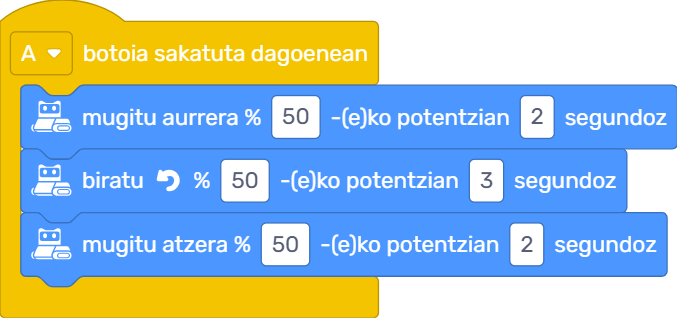 A botoia sakatuta dagoenean
mugitu aurrera % 50 -(e)ko potentzian 2 segundoz
biratu % 50 -(e)ko potentzian 3 segundoz
mugitu atzera % 50 -(e)ko potentzian 2 segundoz